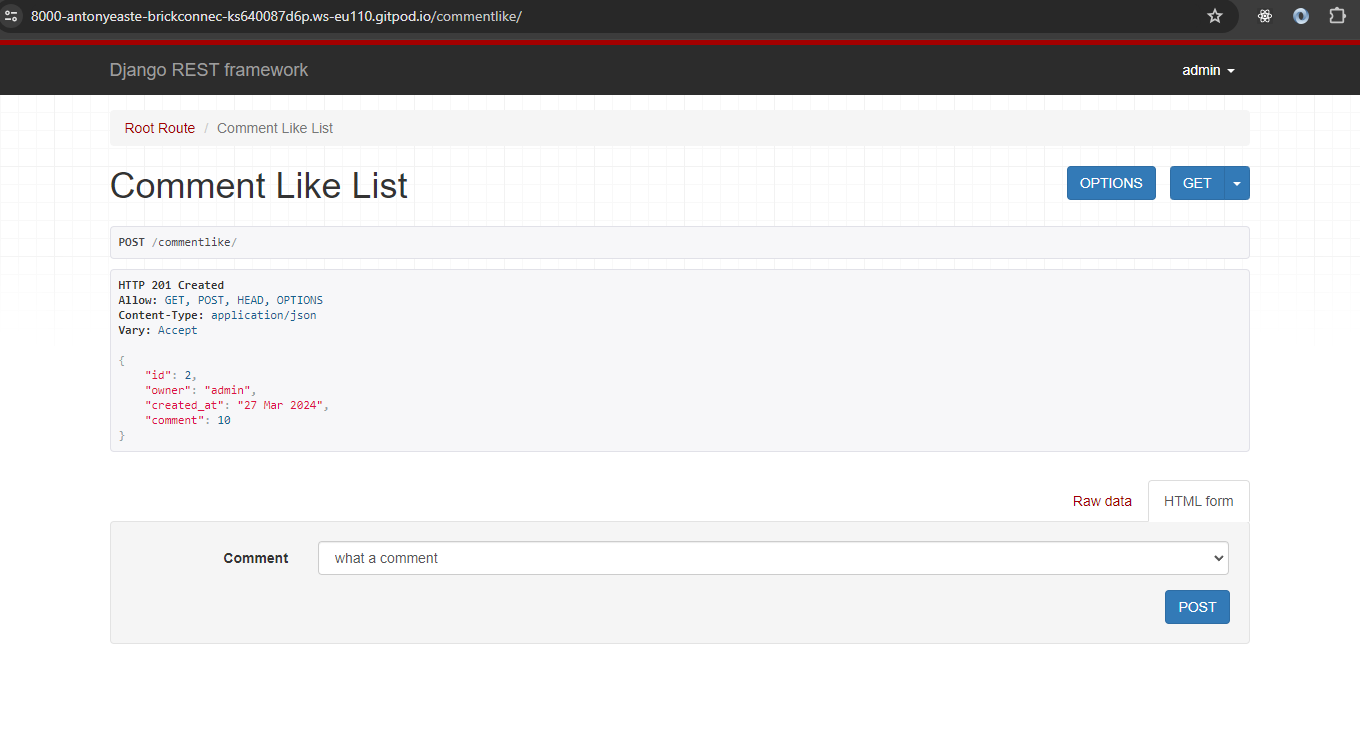 8000-antonyeaste-brickconnec-ks640087d6p.ws-eu110.gitpod.io/commentlike/
Django REST framework
admin
Root Route / Comment Like List
Comment Like List
OPTIONS
GET
POST /commentlike/
HTTP 201 Created
Allow: GET, POST, HEAD, OPTIONS
Content-Type: application/json
Vary: Accept
{
"id": 2,
"owner": "admin",
"created_at": "27 Mar 2024",
"comment": 10
}
Raw data
HTML form
Comment
what a comment
POST